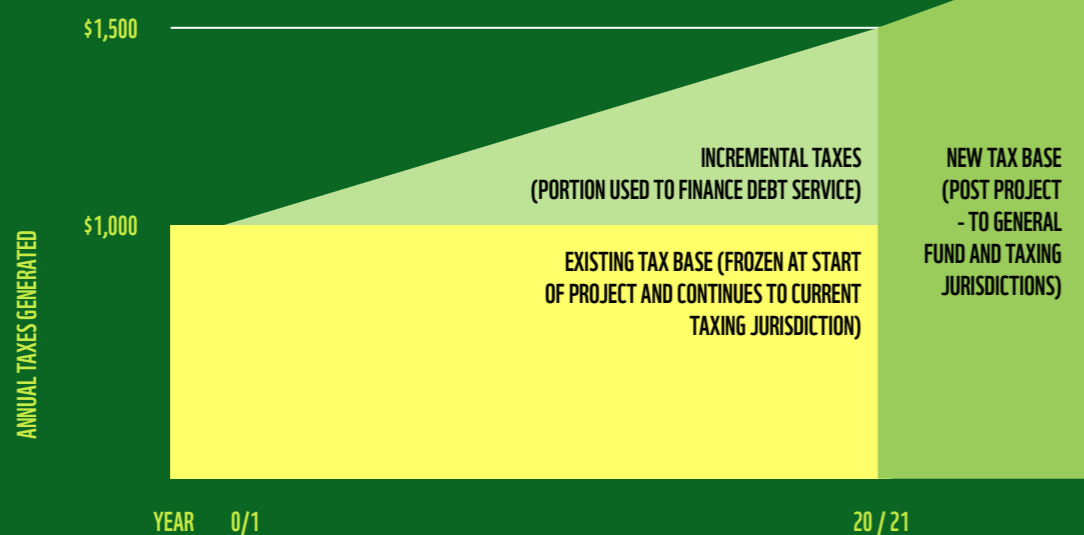 $1,500
INCREMENTAL TAXES
(PORTION USED TO FINANCE DEBT SERVICE)
NEW TAX BASE
(POST PROJECT
- TO GENERAL
FUND AND TAXING
JURISDICTIONS)
$1,000
EXISTING TAX BASE (FROZEN AT START
OF PROJECT AND CONTINUES TO CURRENT
TAXING JURISDICTION)
ANNUAL TAXES GENERATED
YEAR 0/1 20 / 21